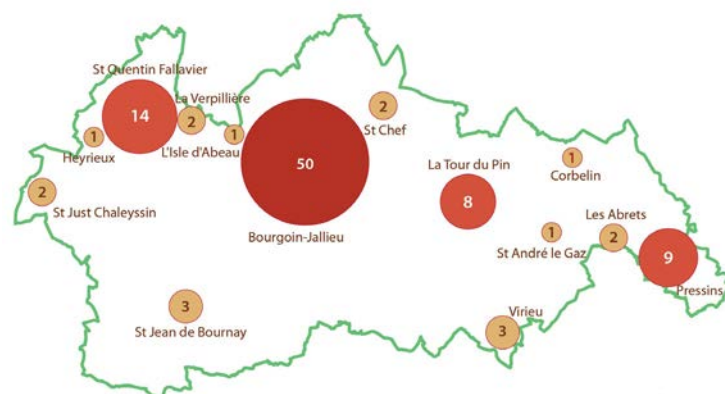 St Quentin Fallavier
14
La Verpillière
2
1
Heyrieux
1
L'Isle d'Abeau
2
St Chef
50
Bourgoin-Jallieu
La Tour du Pin
8
1
Corbelin
2
St Just Chaleyssin
1
St André le Gaz
Les Abrets
2
9
Pressins
3
St Jean de Bournay
Virieu
3